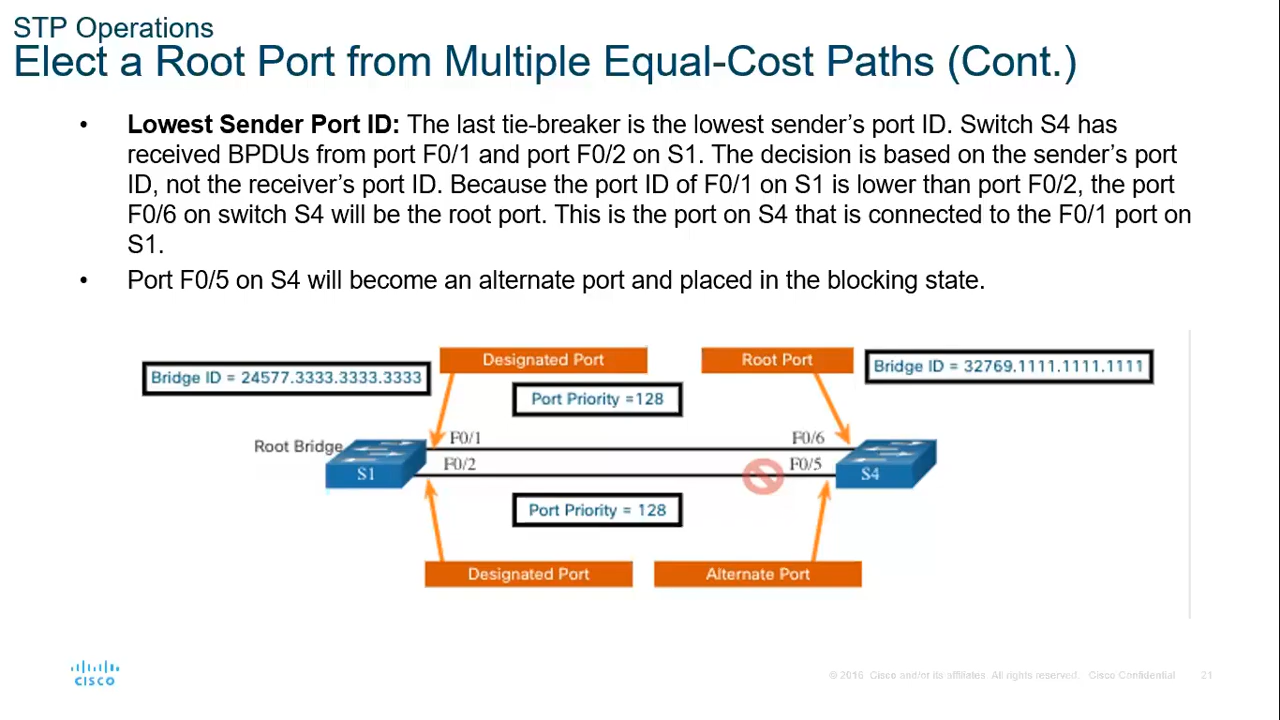 STP Operations
Elect a Root Port from Multiple Equal-Cost Paths (Cont.)
• Lowest Sender Port ID: The last tie-breaker is the lowest sender's port ID. Switch S4 has
received BPDUs from port F0/1 and port F0/2 on S1. The decision is based on the sender's port
ID, not the receiver's port ID. Because the port ID of F0/1 on S1 is lower than port F0/2, the port
F0/6 on switch S4 will be the root port. This is the port on S4 that is connected to the F0/1 port on
S1.
• Port F0/5 on S4 will become an alternate port and placed in the blocking state.
Designated Port
Root Port
Bridge ID = 24577.3333.3333.3333
Bridge ID = 32769.1111.1111.1111
Port Priority =128
Root Bridge
F0/1
F0/6
F0/2
F0/5
S1
S4
Port Priority = 128
Designated Port
Alternate Port
CISCO
© 2016 Cisco and/or its affiliates. All rights reserved. Cisco Confidential
21